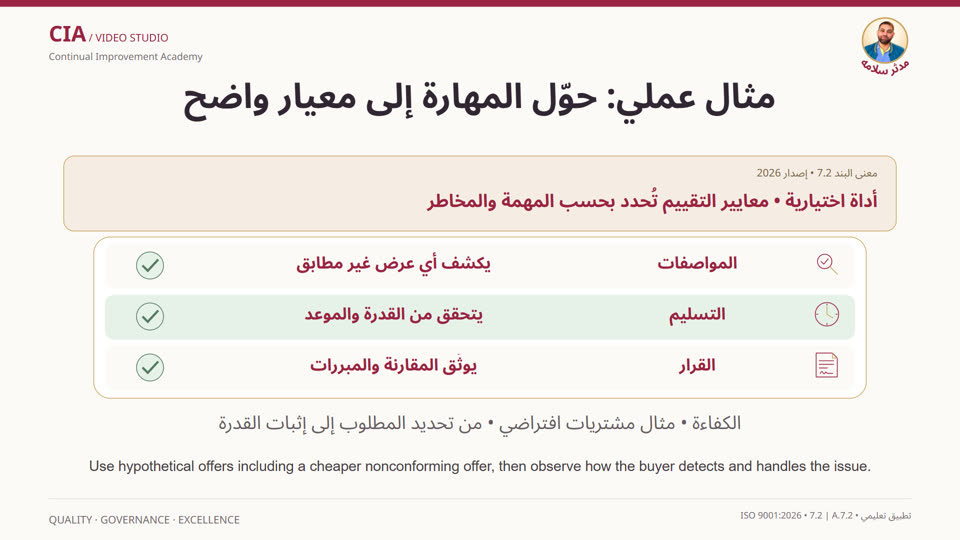 CIA / VIDEO STUDIO
Continual Improvement Academy
مدثر سلامه
مثال عملي: حوّل المهارة إلى معيار واضح
معنى البند 7.2 • إصدار 2026
أداة اختيارية • معايير التقييم تُحدد بحسب المهمة والمخاطر
المواصفات يكشف أي عرض غير مطابق
التسليم يتحقق من القدرة والموعد
القرار يوثّق المقارنة والمبررات
الكفاءة • مثال مشتريات افتراضي • من تحديد المطلوب إلى إثبات القدرة
Use hypothetical offers including a cheaper nonconforming offer, then observe how the buyer detects and handles the issue.
QUALITY · GOVERNANCE · EXCELLENCE
تطبيق تعليمي • ISO 9001:2026 • 7.2 | A.7.2